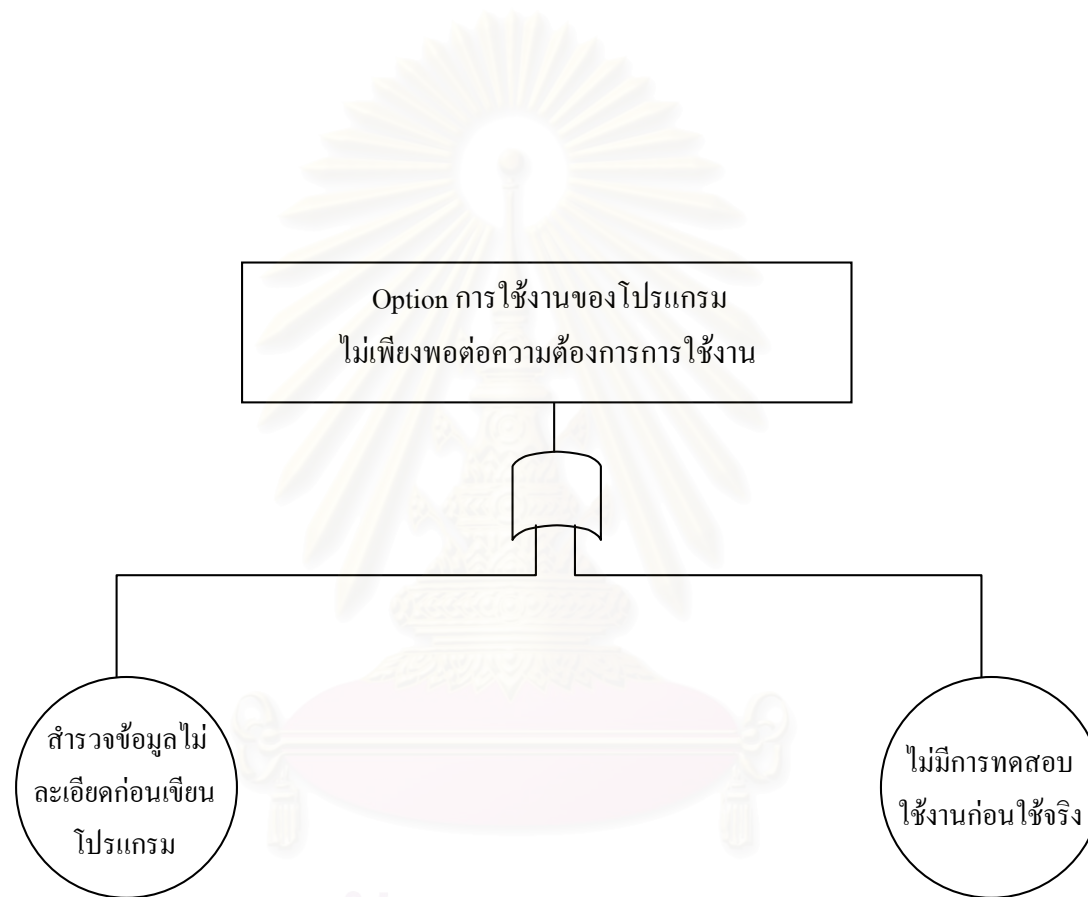 Option การใช้งานของโปรแกรม
ไม่เพียงพอต่อความต้องการการใช้งาน
สำรวจข้อมูลไม่
ละเอียดก่อนเขียน
โปรแกรม
ไม่มีการทดสอบ
ใช้งานก่อนใช้จริง